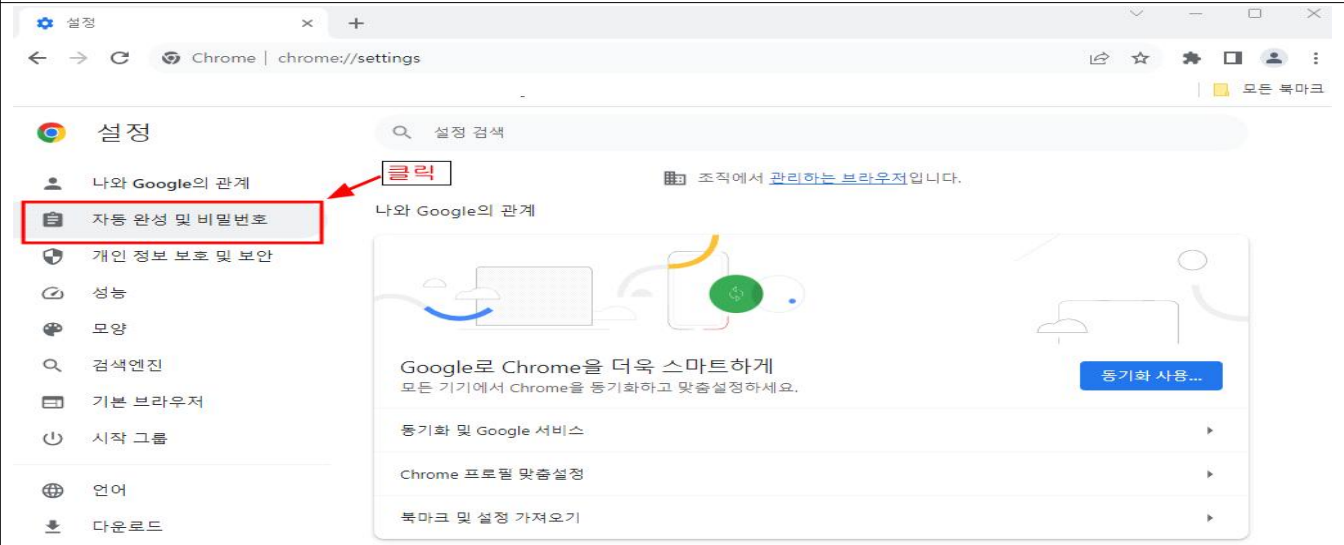 설정
Chrome | chrome://settings
모든 북마크
설정
설정 검색
클릭
조직에서 관리하는 브라우저입니다.
나와 Google의 관계
자동 완성 및 비밀번호
개인 정보 보호 및 보안
성능
모양
검색엔진
기본 브라우저
시작 그룹
언어
다운로드
나와 Google의 관계
Google로 Chrome을 더욱 스마트하게
모든 기기에서 Chrome을 동기화하고 맞춤설정하세요.
동기화 사용...
동기화 및 Google 서비스
Chrome 프로필 맞춤설정
북마크 및 설정 가져오기